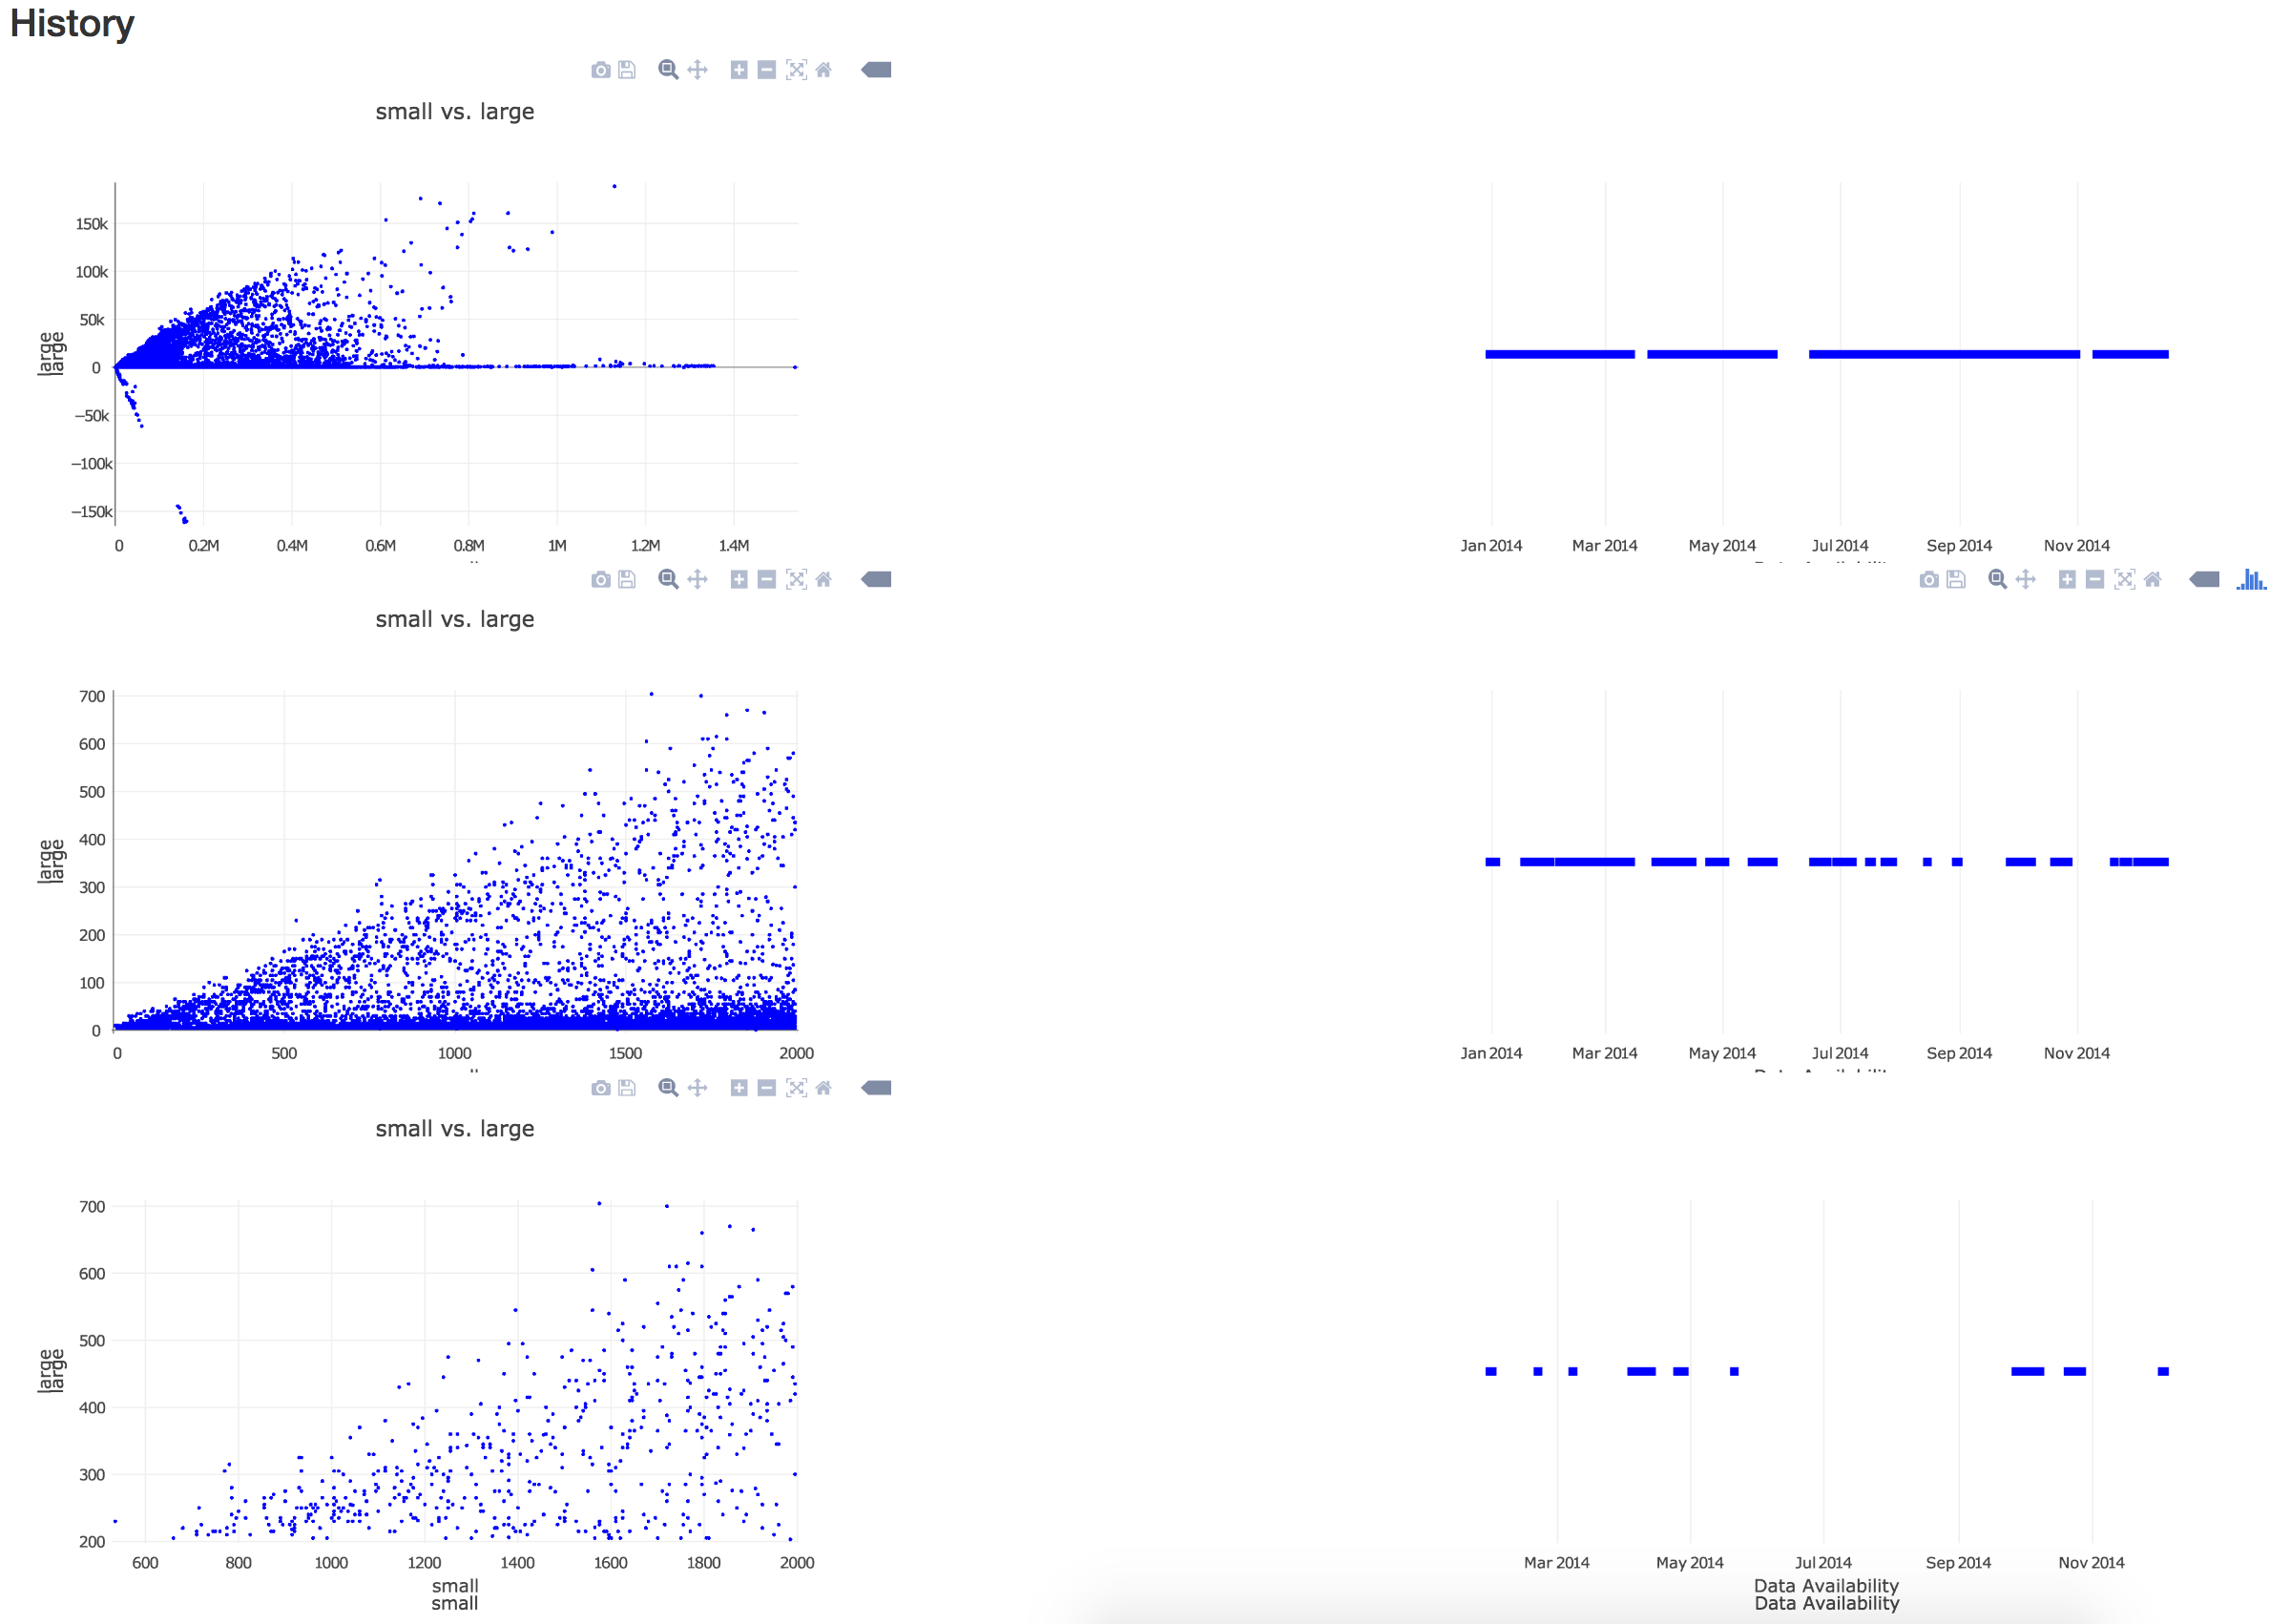 History
small vs. large
150k
100k
50k
0
−50k
−100k
−150k
large
large
0 0.2M 0.4M 0.6M 0.8M 1M 1.2M 1.4M
Jan 2014 Mar 2014 May 2014 Jul 2014 Sep 2014 Nov 2014
small vs. large
700
600
500
400
300
200
100
0
large
large
0 500 1000 1500 2000
Jan 2014 Mar 2014 May 2014 Jul 2014 Sep 2014 Nov 2014
small vs. large
700
600
500
400
300
200
large
large
600 800 1000 1200 1400 1600 1800 2000
small
small
Mar 2014 May 2014 Jul 2014 Sep 2014 Nov 2014
Data Availability
Data Availability